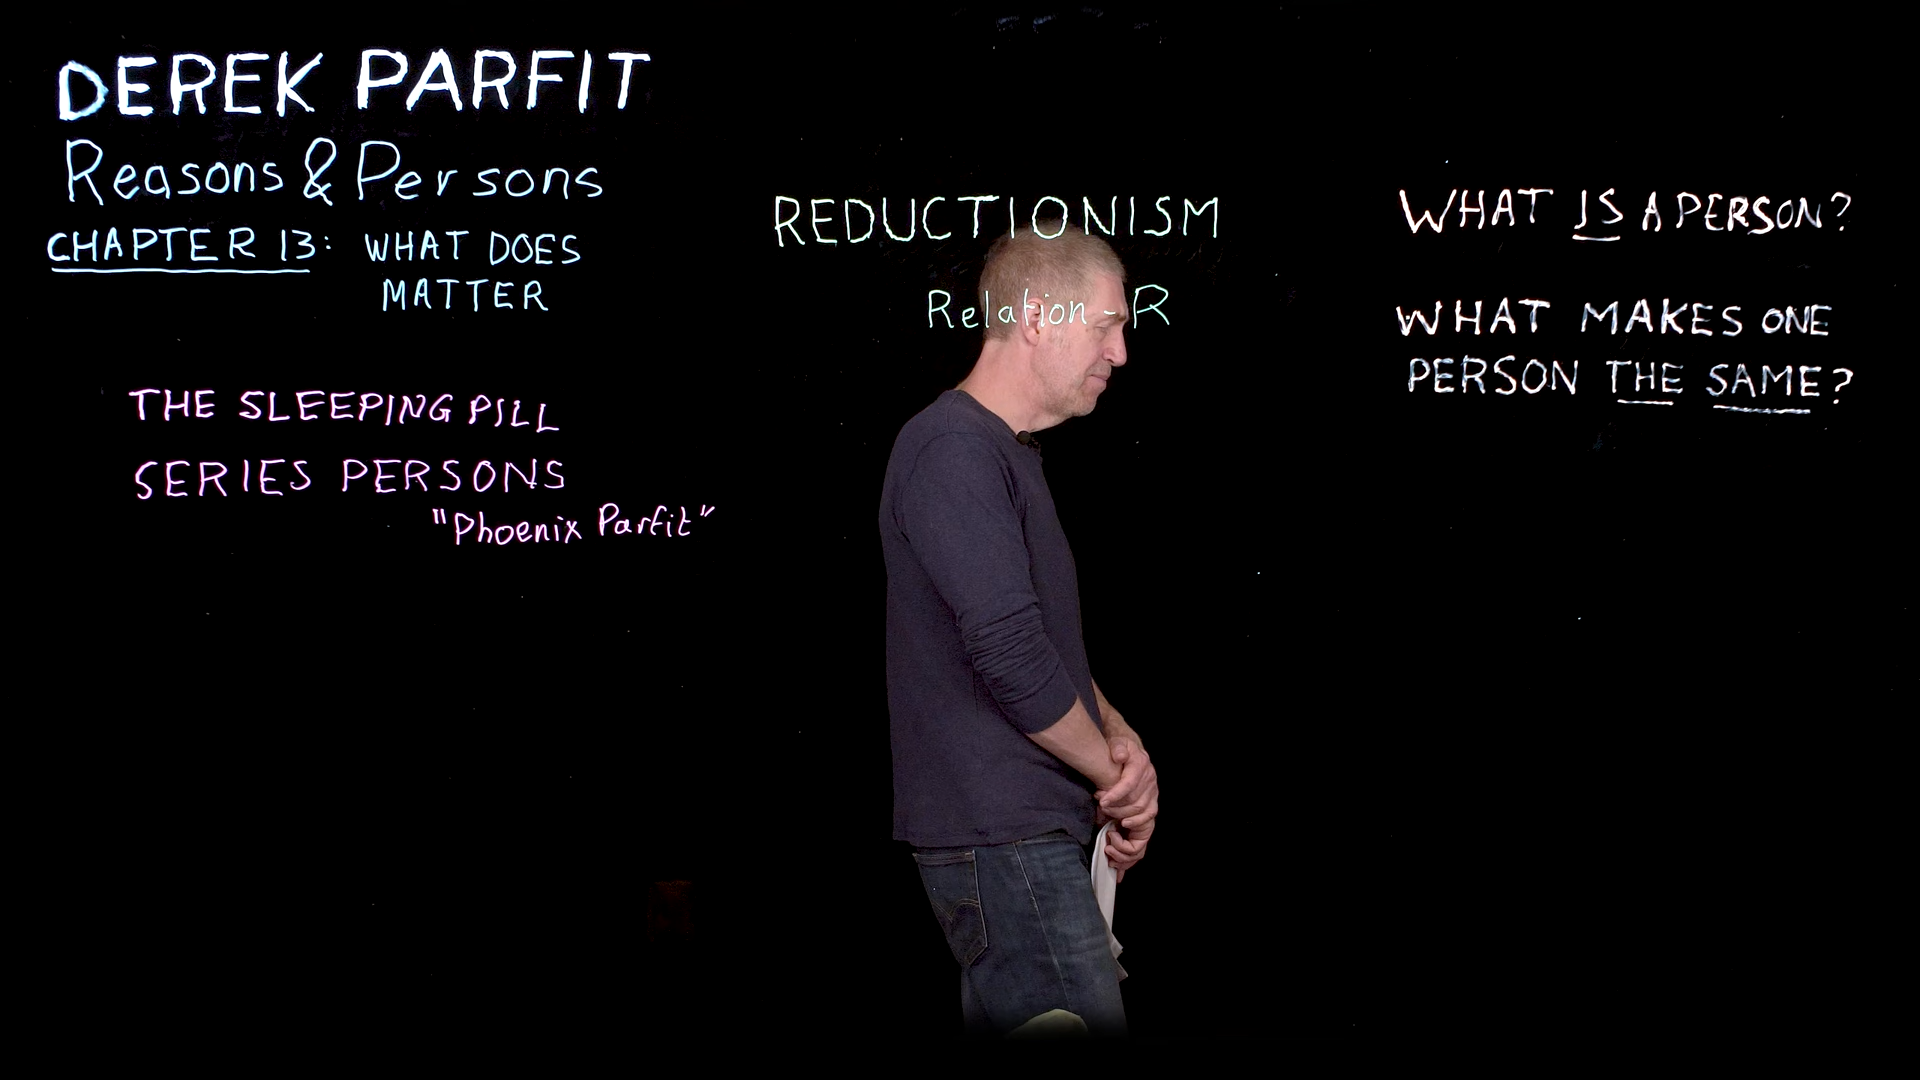 DEREK PARFIT
Reasons & Persons
CHAPTER 13: WHAT DOES
MATTER
THE SLEEPING PILL
SERIES PERSONS
"Phoenix Parfit"
REDUCTIONISM
Relation-R
WHAT IS A PERSON?
WHAT MAKES ONE
PERSON THE SAME?